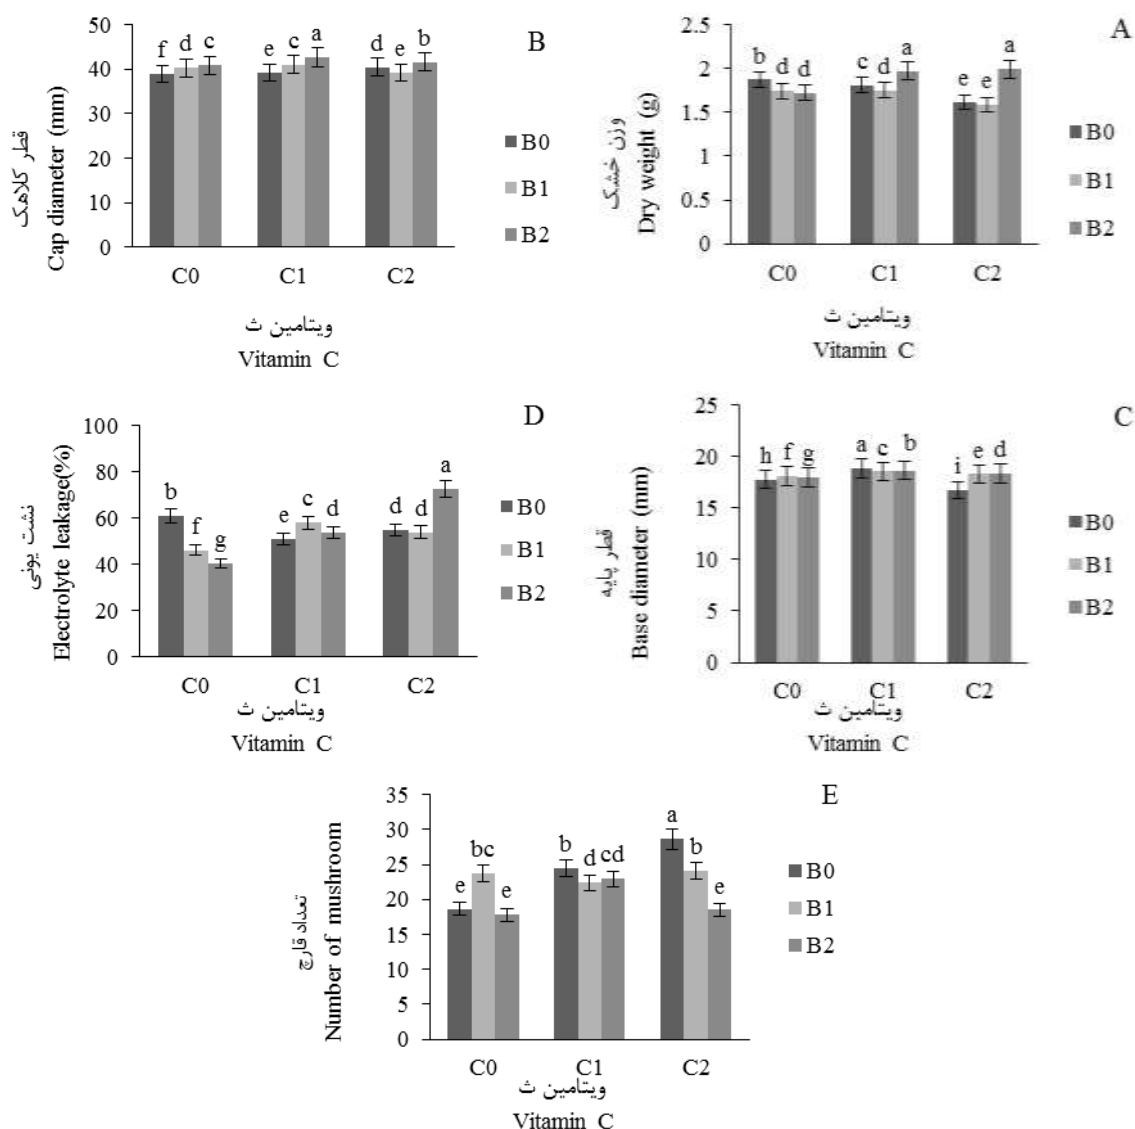 B
50
40
30
20
10
0
f d c e c a d e b
C0 C1 C2
قطر کلاهک
Cap diameter (mm)
ویتامین ث
Vitamin C
B0
B1
B2
A
2.5
2
1.5
1
0.5
0
b d d c d a e e a
C0 C1 C2
وزن خشک
Dry weight (g)
ویتامین ث
Vitamin C
B0
B1
B2
D
100
80
60
40
20
0
b f g e c d d d a
C0 C1 C2
نشت یونی
Electrolyte leakage(%)
ویتامین ث
Vitamin C
B0
B1
B2
C
25
20
15
10
5
0
h f g a c b i e d
C0 C1 C2
قطر پایه
Base diameter (mm)
ویتامین ث
Vitamin C
B0
B1
B2
E
35
30
25
20
15
10
5
0
e bc e b d cd a b e
C0 C1 C2
تعداد قارچ
Number of mushroom
ویتامین ث
Vitamin C
B0
B1
B2